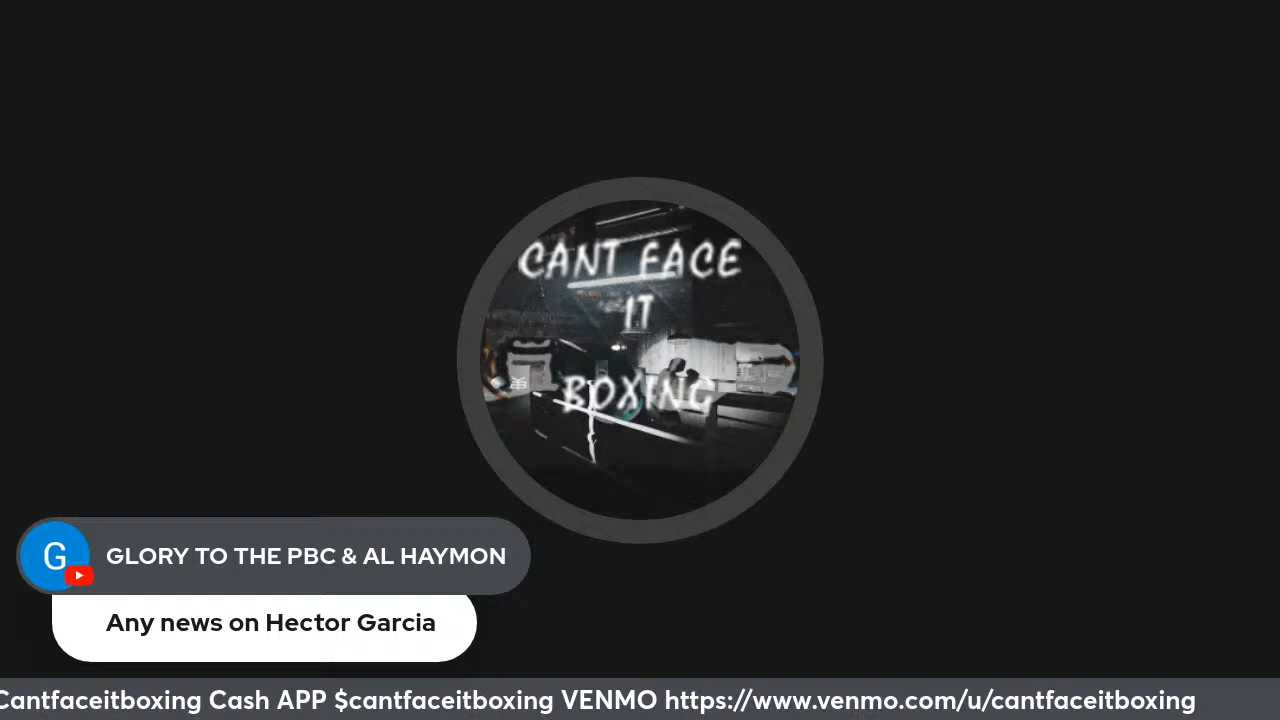 CANT FACE
IT
BOXING
G
GLORY TO THE PBC & AL HAYMON
Any news on Hector Garcia
Cantfaceitboxing Cash APP $cantfaceitboxing VENMO https://www.venmo.com/u/cantfaceitboxing